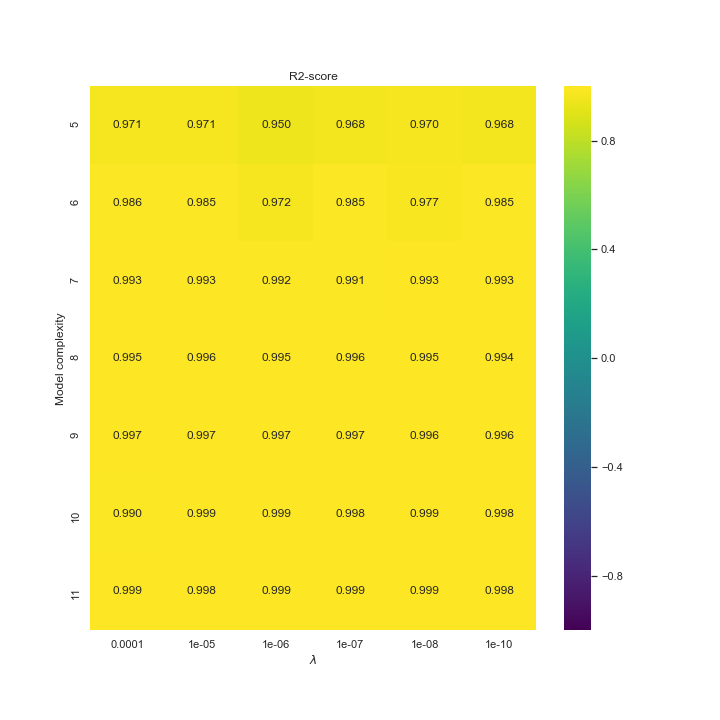 R2-score
5 0.971 0.971 0.950 0.968 0.970 0.968
6 0.986 0.985 0.972 0.985 0.977 0.985
7 0.993 0.993 0.992 0.991 0.993 0.993
8 0.995 0.996 0.995 0.996 0.995 0.994
9 0.997 0.997 0.997 0.997 0.996 0.996
10 0.990 0.999 0.999 0.998 0.999 0.998
11 0.999 0.998 0.999 0.999 0.999 0.998
Model complexity
0.0001 1e-05 1e-06 1e-07 1e-08 1e-10
λ
0.8
0.4
0.0
−0.4
−0.8